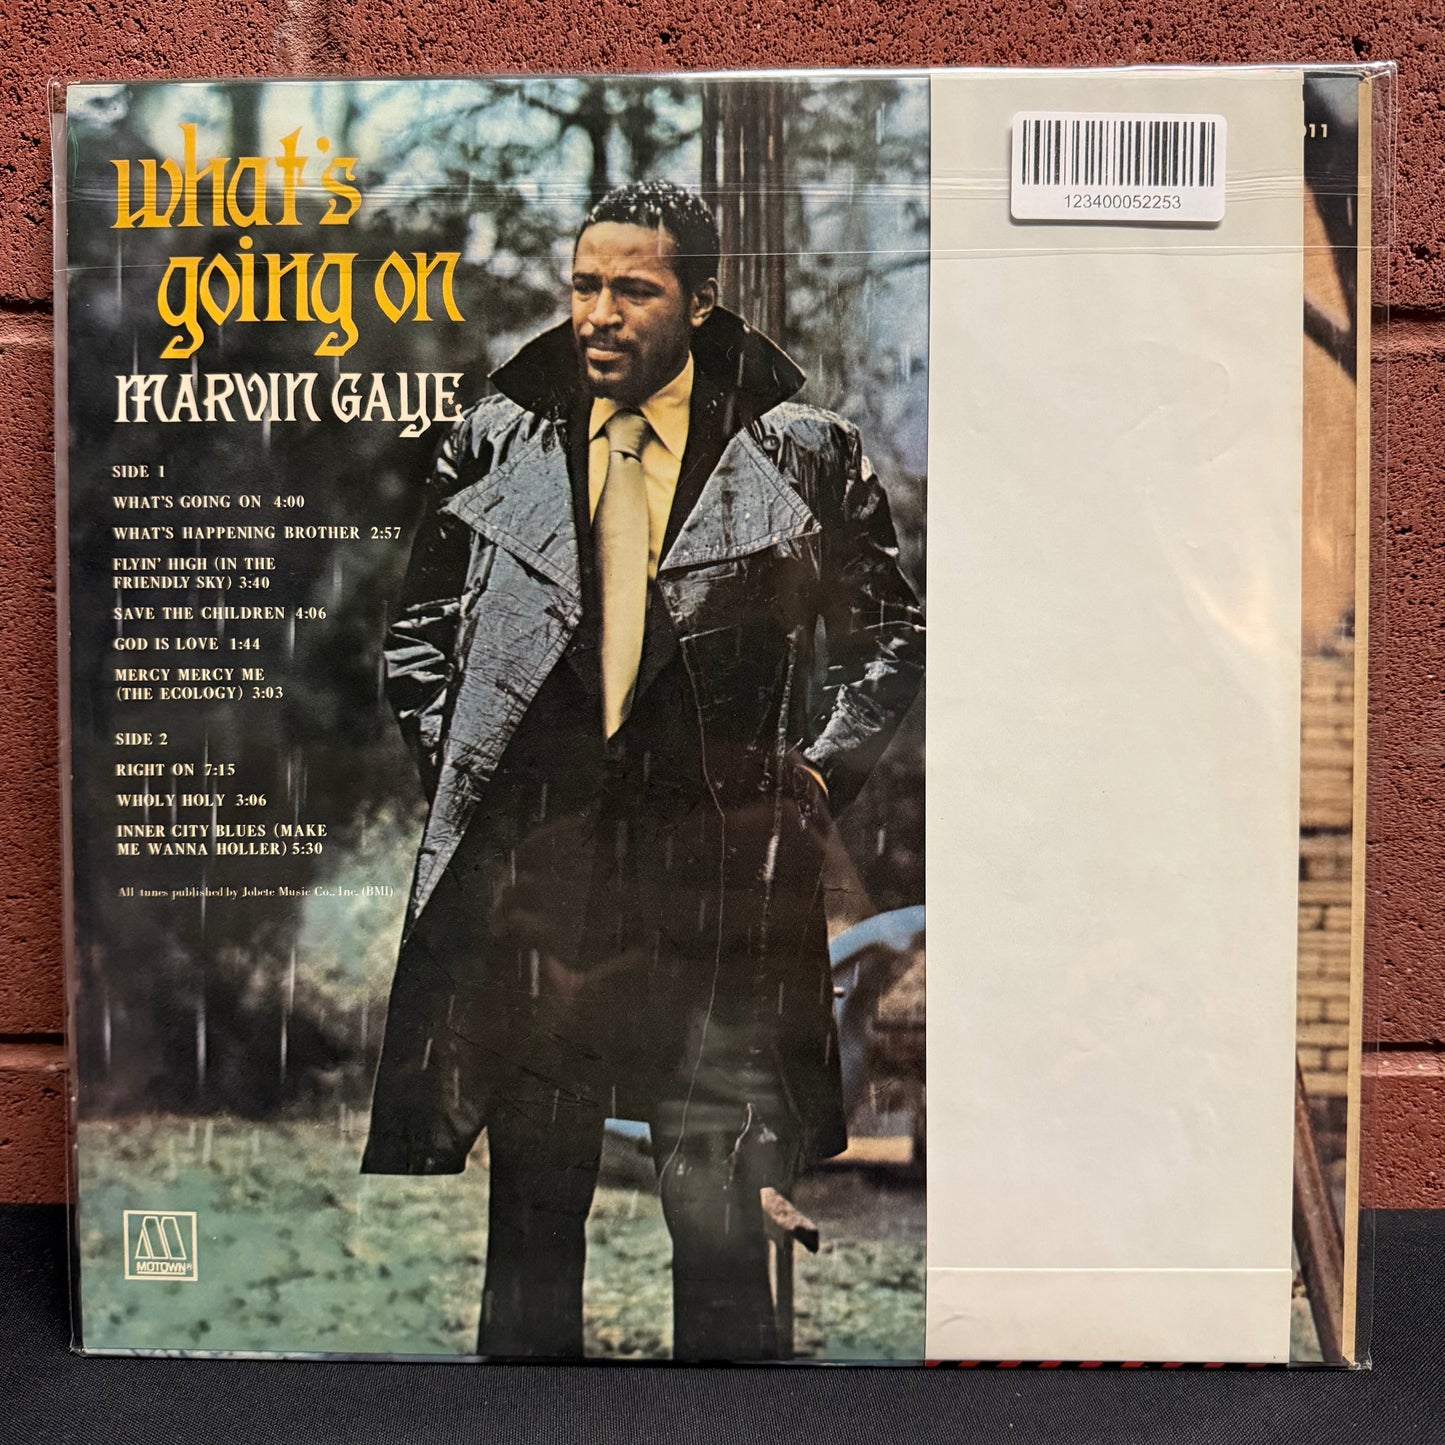 what's
going on
MARVIN GAYE
SIDE 1
WHAT'S GOING ON 4:00
WHAT'S HAPPENING BROTHER 2:57
FLYIN' HIGH (IN THE
FRIENDLY SKY) 3:40
SAVE THE CHILDREN 4:06
GOD IS LOVE 1:44
MERCY MERCY ME
(THE ECOLOGY) 3:03
SIDE 2
RIGHT ON 7:15
WHOLY HOLY 3:06
INNER CITY BLUES (MAKE
ME WANNA HOLLER) 5:30
All tunes published by Jobete Music Co., Inc. (BMI)
MOTOWN®
123400052253